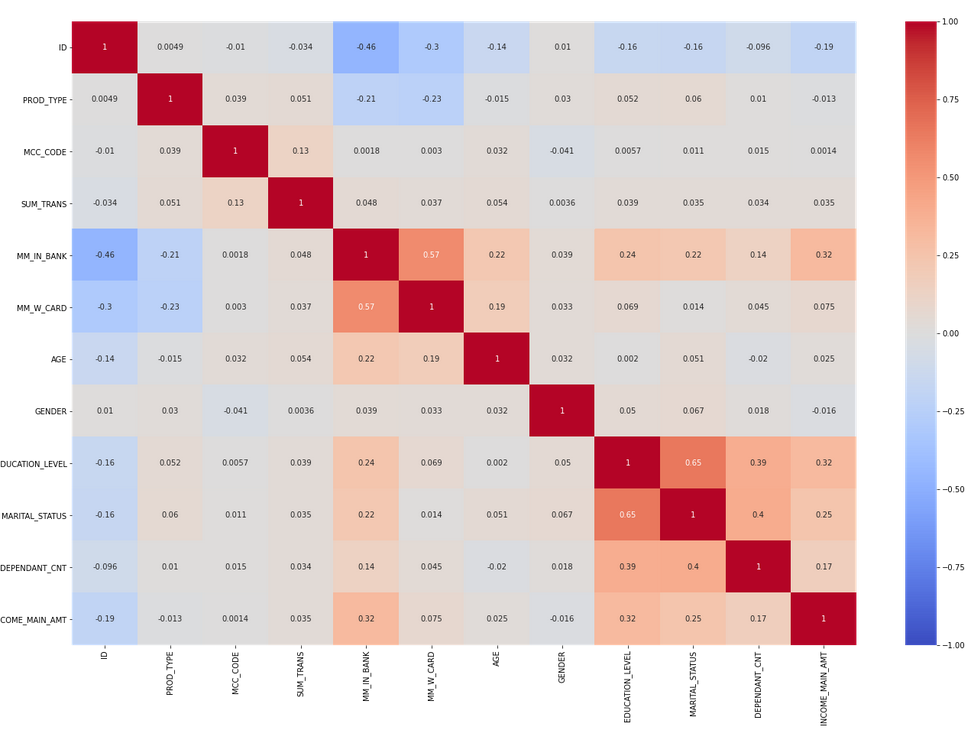 ID 1 0.0049 -0.01 -0.034 -0.46 -0.3 -0.14 0.01 -0.16 -0.16 -0.096 -0.19
PROD_TYPE 0.0049 1 0.039 0.051 -0.21 -0.23 -0.015 0.03 0.052 0.06 0.01 -0.013
MCC_CODE -0.01 0.039 1 0.13 0.0018 0.003 0.032 -0.041 0.0057 0.011 0.015 0.0014
SUM_TRANS -0.034 0.051 0.13 1 0.048 0.037 0.054 0.0036 0.039 0.035 0.034 0.035
MM_IN_BANK -0.46 -0.21 0.0018 0.048 1 0.57 0.22 0.039 0.24 0.22 0.14 0.32
MM_W_CARD -0.3 -0.23 0.003 0.037 0.57 1 0.19 0.033 0.069 0.014 0.045 0.075
AGE -0.14 -0.015 0.032 0.054 0.22 0.19 1 0.032 0.002 0.051 -0.02 0.025
GENDER 0.01 0.03 -0.041 0.0036 0.039 0.033 0.032 1 0.05 0.067 0.018 -0.016
DUCATION_LEVEL -0.16 0.052 0.0057 0.039 0.24 0.069 0.002 0.05 1 0.65 0.39 0.32
MARITAL_STATUS -0.16 0.06 0.011 0.035 0.22 0.014 0.051 0.067 0.65 1 0.4 0.25
DEPENDANT_CNT -0.096 0.01 0.015 0.034 0.14 0.045 -0.02 0.018 0.39 0.4 1 0.17
COME_MAIN_AMT -0.19 -0.013 0.0014 0.035 0.32 0.075 0.025 -0.016 0.32 0.25 0.17 1
ID
PROD_TYPE
MCC_CODE
SUM_TRANS
MM_IN_BANK
MM_W_CARD
AGE
GENDER
EDUCATION_LEVEL
MARITAL_STATUS
DEPENDANT_CNT
INCOME_MAIN_AMT
1.00
0.75
0.50
0.25
0.00
−0.25
−0.50
−0.75
−1.00